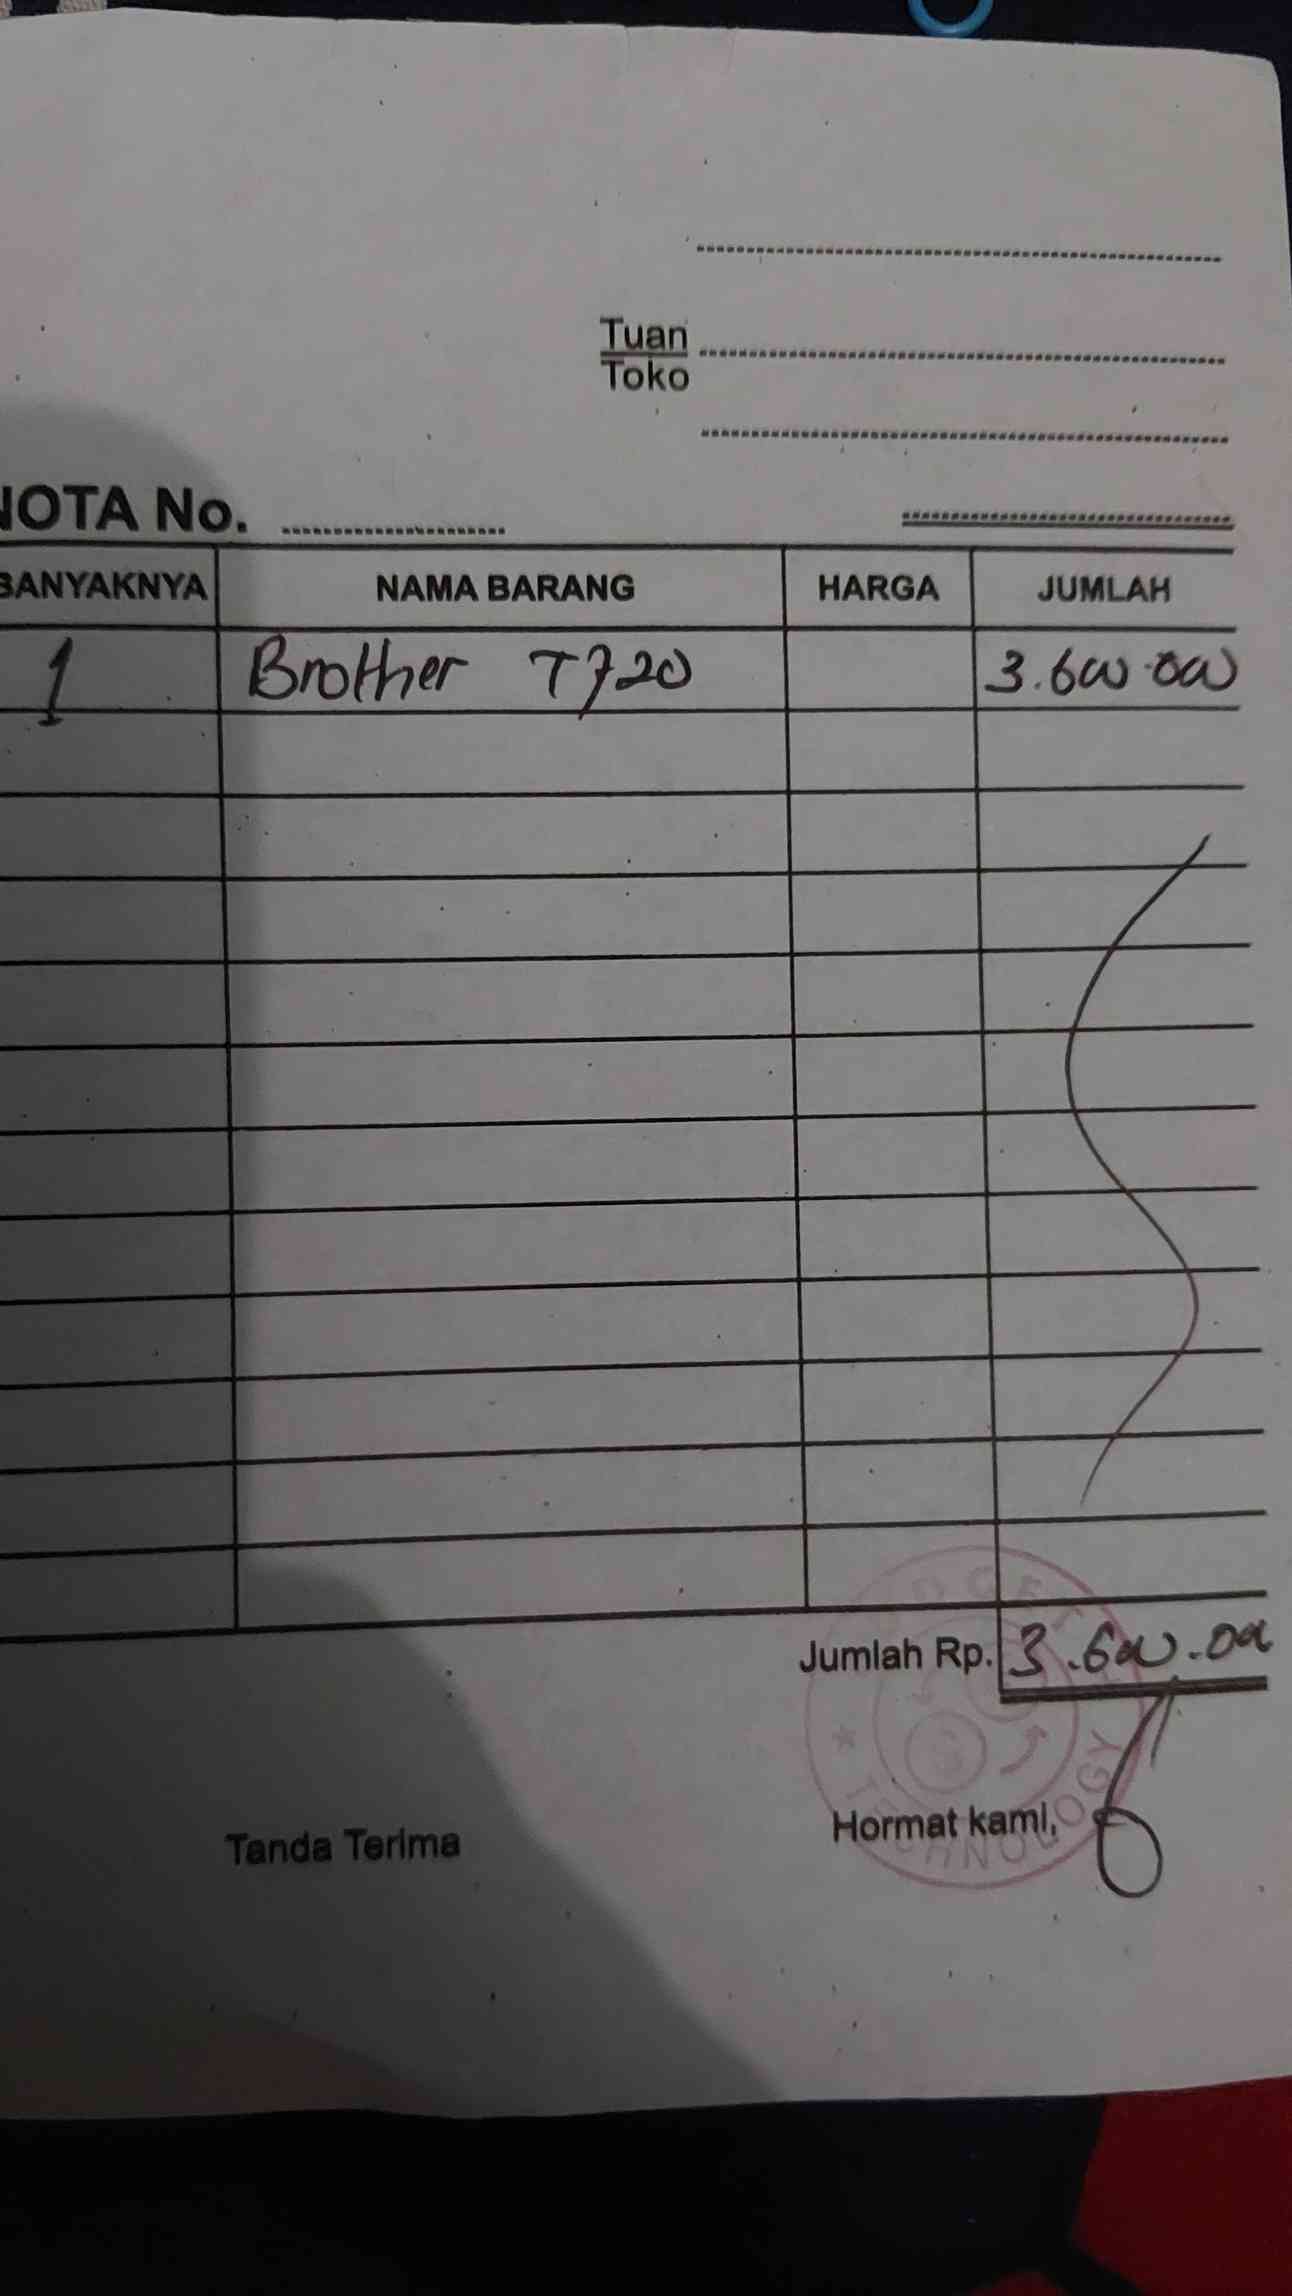 Tuan
Toko
NOTA No.
BANYAKNYA NAMA BARANG HARGA JUMLAH
1 Brother T720 3.600.000
Jumlah Rp. 3.600.000
Tanda Terima Hormat kami,
TECHNOLOGY